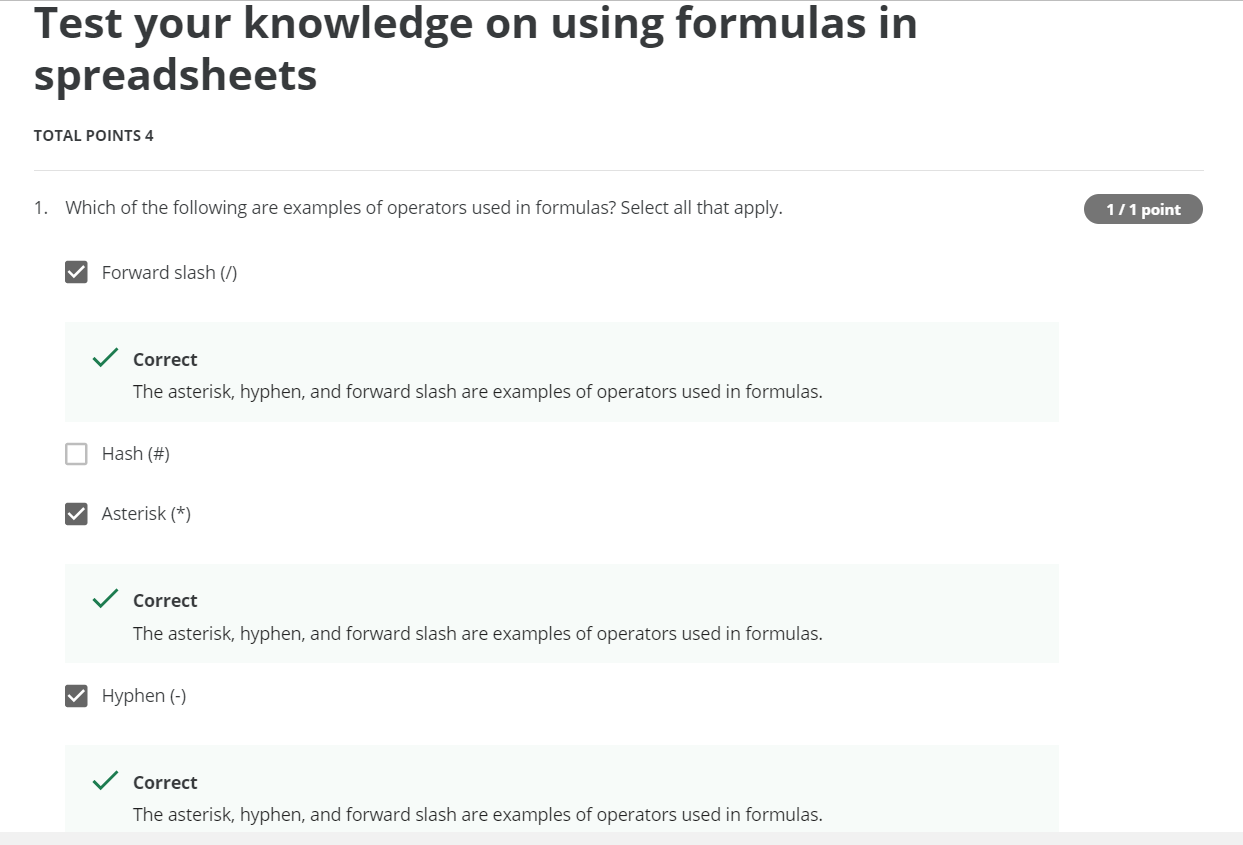 Test your knowledge on using formulas in
spreadsheets
TOTAL POINTS 4
1. Which of the following are examples of operators used in formulas? Select all that apply.
1 / 1 point
Forward slash (/)
Correct
The asterisk, hyphen, and forward slash are examples of operators used in formulas.
Hash (#)
Asterisk (*)
Correct
The asterisk, hyphen, and forward slash are examples of operators used in formulas.
Hyphen (-)
Correct
The asterisk, hyphen, and forward slash are examples of operators used in formulas.